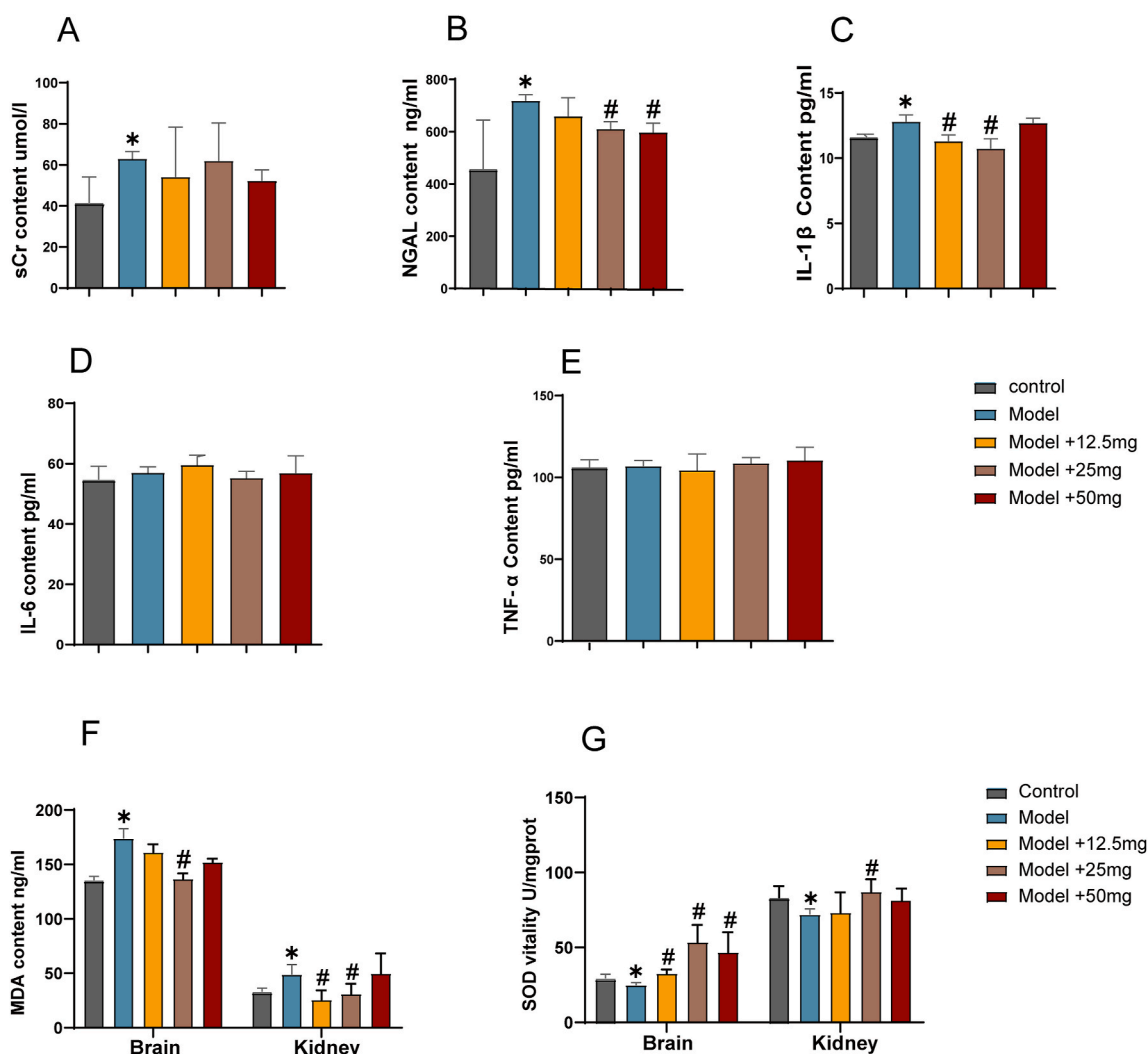 A
sCr content umol/l
100
80
60
40
20
0
*
B
NGAL content ng/ml
800
600
400
200
0
*
#
#
C
IL-1β Content pg/ml
15
10
5
0
*
#
#
D
IL-6 content pg/ml
80
60
40
20
0
E
TNF- α Content pg/ml
150
100
50
0
control
Model
Model +12.5mg
Model +25mg
Model +50mg
F
MDA content ng/ml
200
150
100
50
0
*
#
*
#
#
Brain
Kidney
G
SOD vitality U/mgprot
150
100
50
0
*
#
#
#
*
#
Brain
Kidney
Control
Model
Model +12.5mg
Model +25mg
Model +50mg